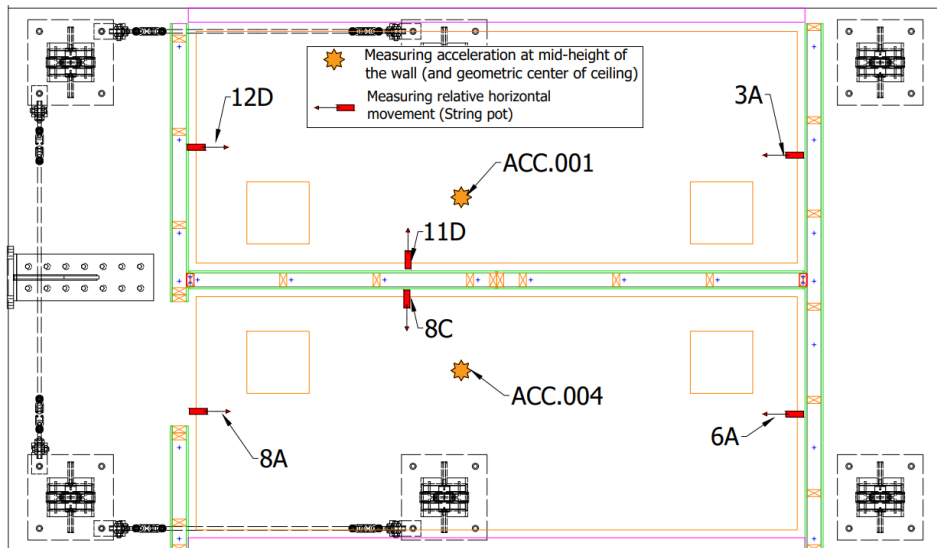 Measuring acceleration at mid-height of
the wall (and geometric center of ceiling)
Measuring relative horizontal
movement (String pot)
12D
3A
ACC.001
11D
8C
ACC.004
8A
6A